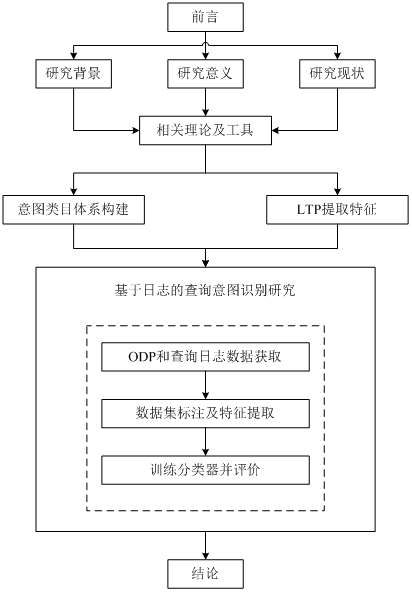 前言
研究背景
研究意义
研究现状
相关理论及工具
意图类目体系构建
LTP提取特征
基于日志的查询意图识别研究
ODP和查询日志数据获取
数据集标注及特征提取
训练分类器并评价
结论